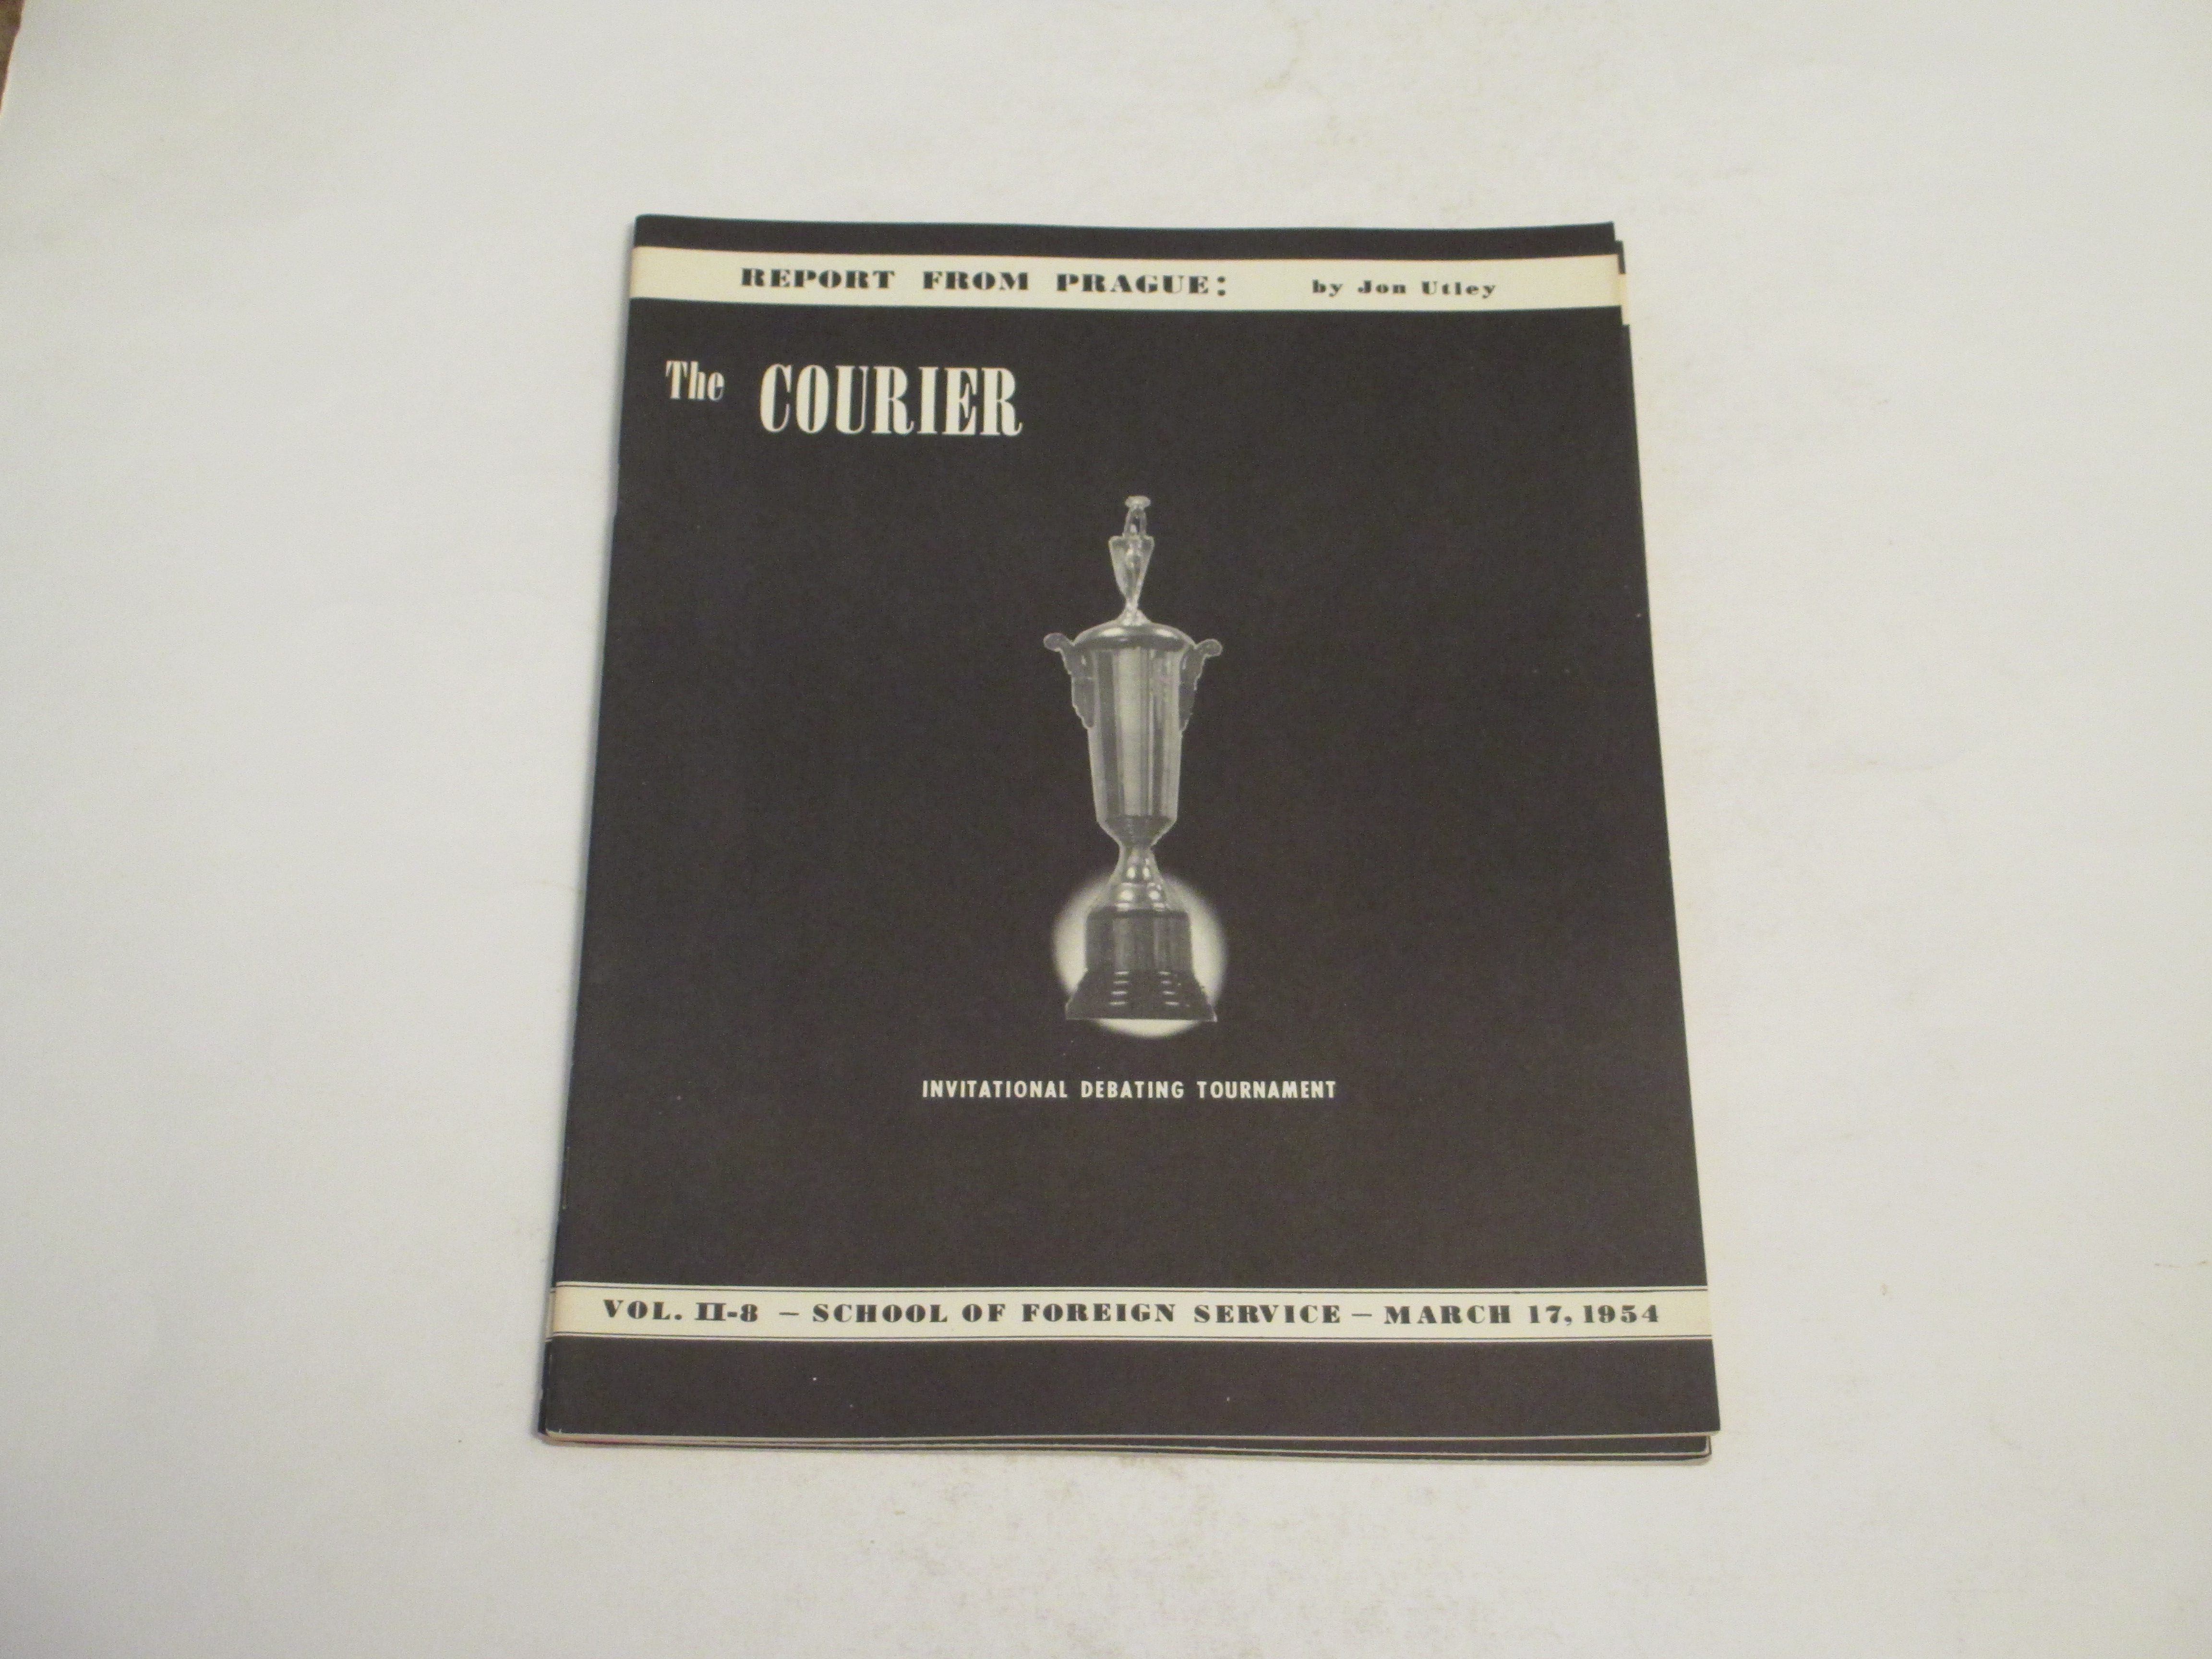 REPORT FROM PRAGUE: by Jon Utley
The COURIER
INVITATIONAL DEBATING TOURNAMENT
VOL. II-8 — SCHOOL OF FOREIGN SERVICE — MARCH 17, 1954